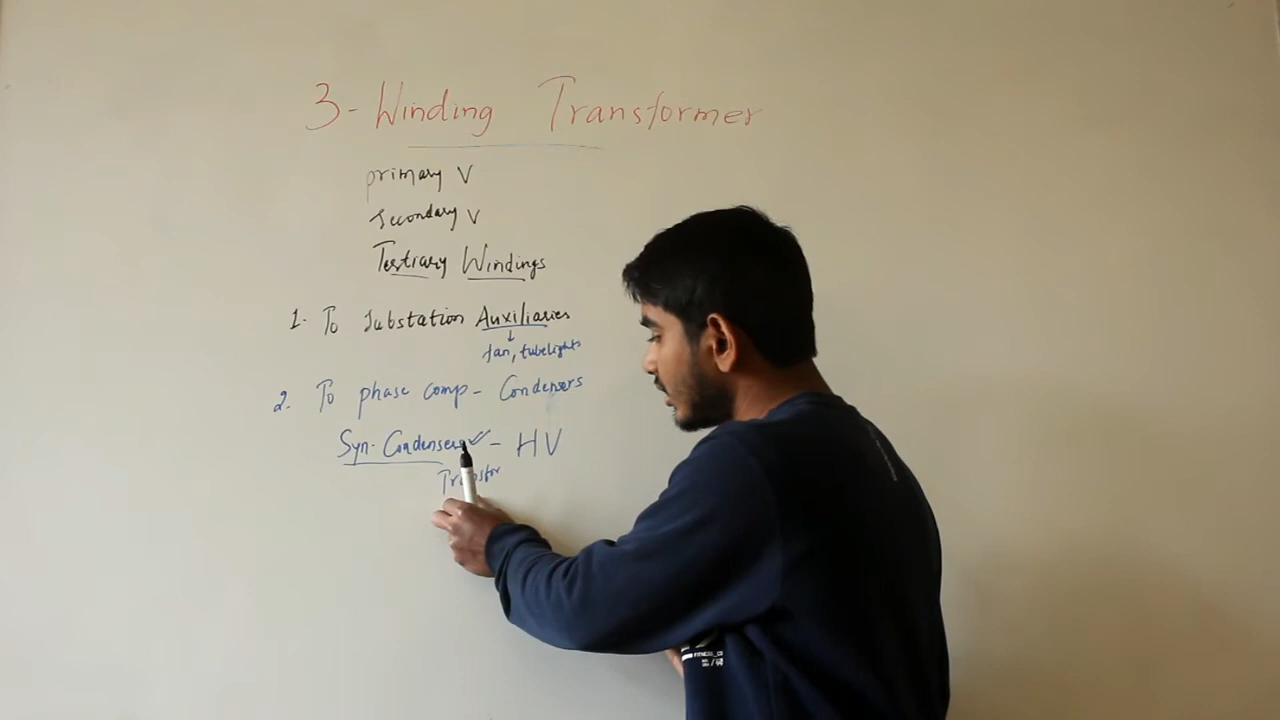 3-Winding Transformer
primary V
Secondary V
Tertiary Windings
1. To Substation Auxiliaries
↓
fan, tubelights
2. To phase comp - Condensers
Syn. Condensers ✓ - HV